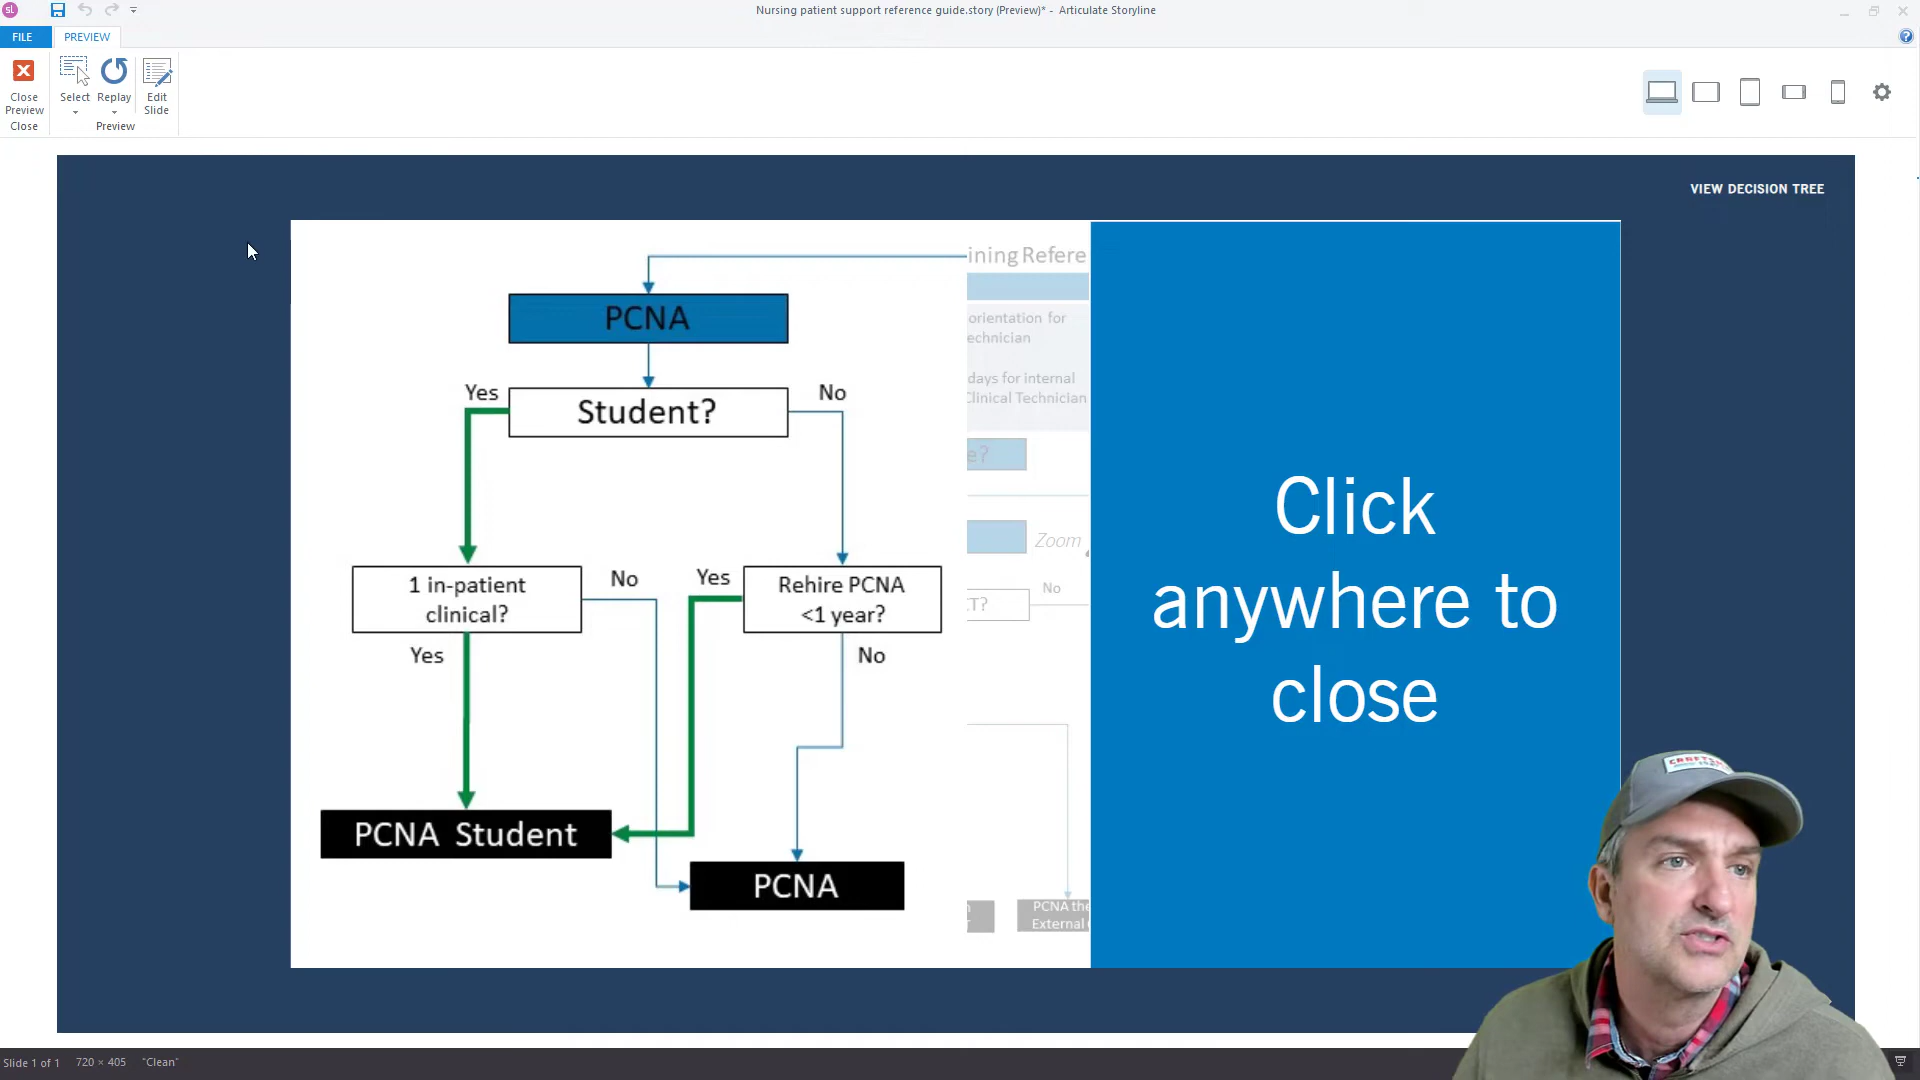 Nursing patient support reference guide.story (Preview)* - Articulate Storyline
FILE
PREVIEW
Close
Preview
Select
Replay
Edit
Slide
Close
Preview
VIEW DECISION TREE
ining Refere
PCNA
orientation for
echnician
days for internal
Clinical Technician
Yes
Student?
No
e?
Zoom
1 in-patient
clinical?
No
Yes
Rehire PCNA
<1 year?
No
T?
Yes
No
PCNA Student
PCNA
PCNA the
External
Click
anywhere to
close
Slide 1 of 1
720 × 405
"Clean"